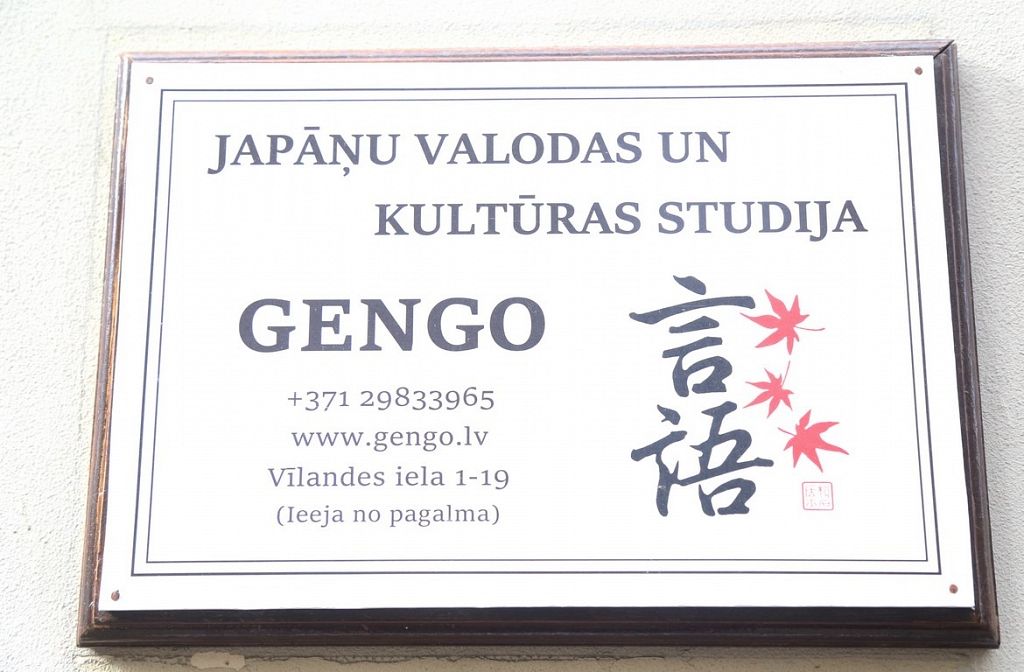 JAPĀŅU VALODAS UN
KULTŪRAS STUDIJA
GENGO
+371 29833965
www.gengo.lv
Vīlandes iela 1-19
(Ieeja no pagalma)
言語